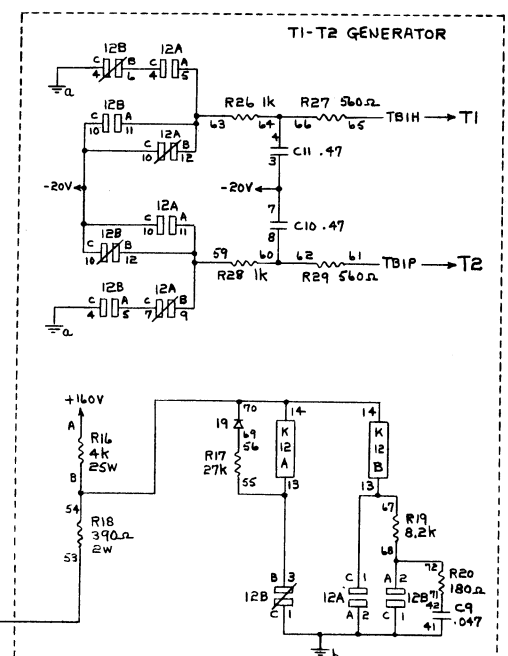 T1-T2 GENERATOR
12B 12A
C B C A
4 6 4 5
a
12B
C A
10 11
12A
C B
10 12
R26 1k
63 64
R27 560Ω
66 65
TB1H T1
4
3
C11 .47
-20V
-20V
7
8
C10 .47
12A
C A
10 11
12B
C B
10 12
59 60
R28 1k
62 61
R29 560Ω
TB1P T2
12B 12A
C A C B
4 5 7 9
a
+160V
A
R16
4k
25W
B
54
R18
390Ω
2W
53
70
19
69
56
R17
27k
55
14
K
12
A
13
14
K
12
B
13
67
R19
8.2k
68
B 3
12B
C 1
C 1
12A
A 2
A 2
12B
C 1
72
R20
180Ω
71
42
C9
.047
41
b